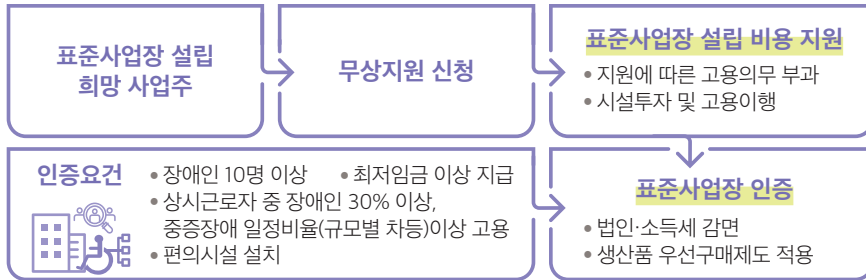 표준사업장 설립
희망 사업주
무상지원 신청
표준사업장 설립 비용 지원
• 지원에 따른 고용의무 부과
• 시설투자 및 고용이행
인증요건
• 장애인 10명 이상 • 최저임금 이상 지급
• 상시근로자 중 장애인 30% 이상,
중증장애 일정비율(규모별 차등)이상 고용
• 편의시설 설치
표준사업장 인증
• 법인·소득세 감면
• 생산품 우선구매제도 적용